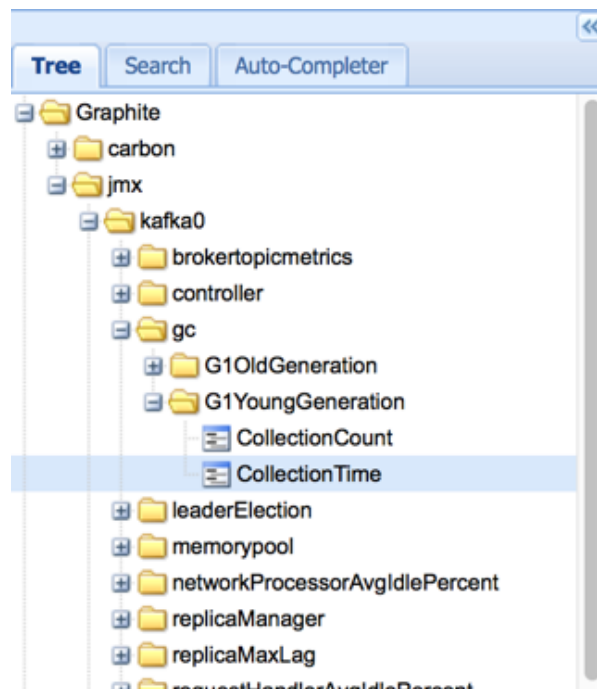 Tree Search Auto-Completer
Graphite
carbon
jmx
kafka0
brokertopicmetrics
controller
gc
G1OldGeneration
G1YoungGeneration
CollectionCount
CollectionTime
leaderElection
memorypool
networkProcessorAvgIdlePercent
replicaManager
replicaMaxLag
requestHandlerAvgIdlePercent